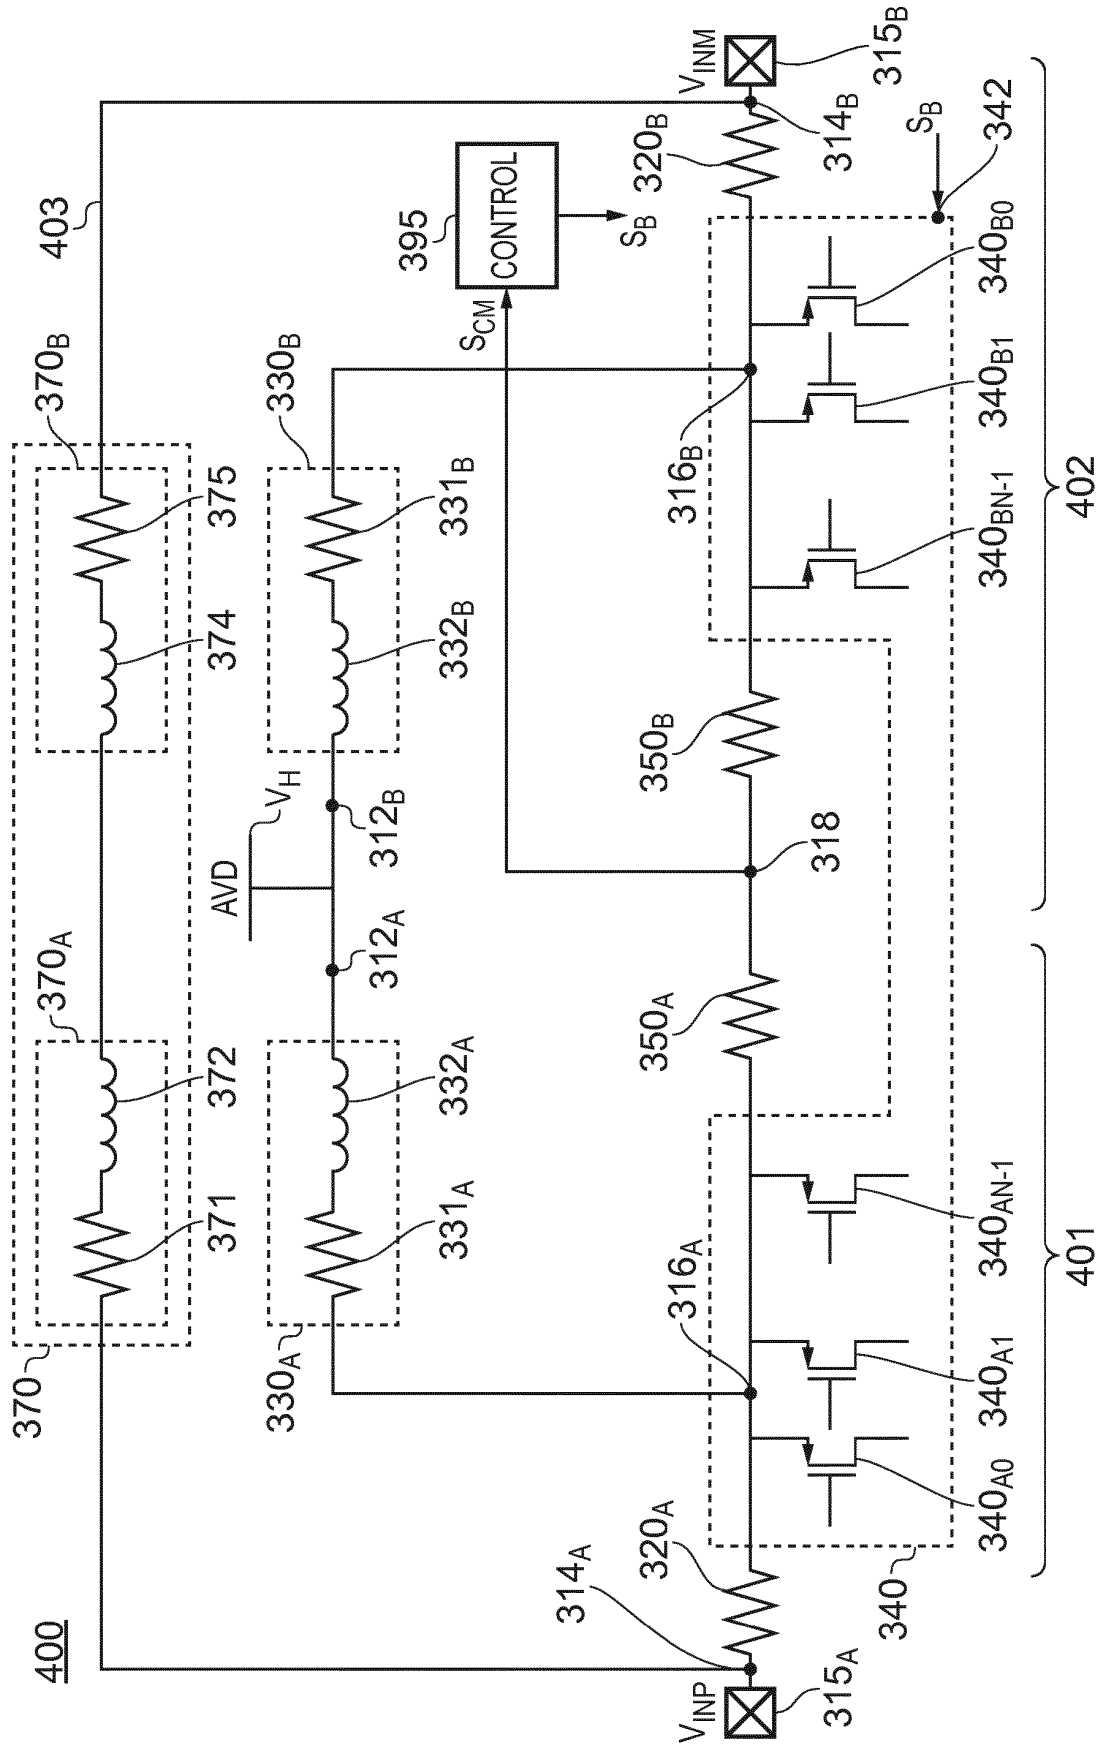 400
403
370
370A
370B
371
372
374
375
AVD
VH
330A
330B
312A
312B
331A
332A
332B
331B
395
CONTROL
SCM
SB
314A
316A
316B
320A
350A
350B
320B
VINP
VINM
315A
318
314B
315B
SB
342
340
340A0
340A1
340AN-1
340BN-1
340B1
340B0
401
402